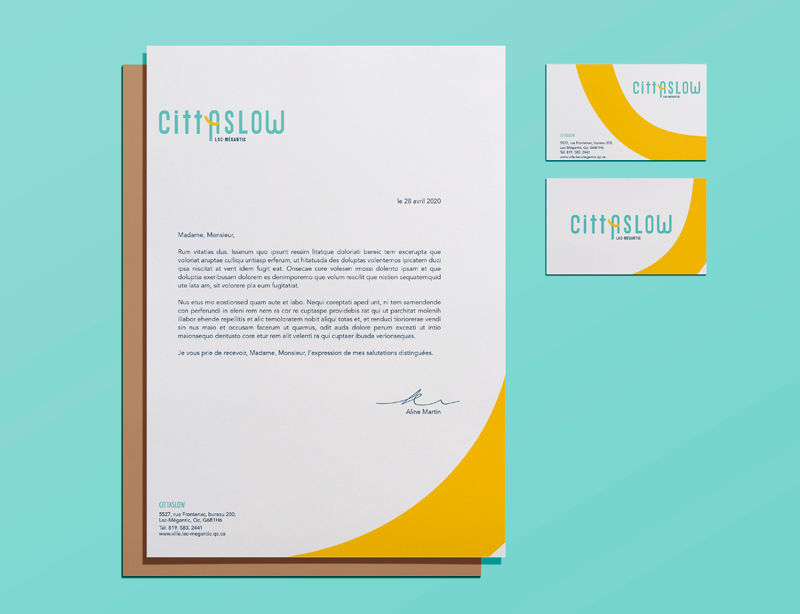 CittASLOW
LAC-MÉGANTIC
le 28 avril 2020
Madame, Monsieur,
Rum vitatias dus. Isserum quo ipsunt ressim litatque doloriati bereic tem excerupta que
voloriat aruptae culliqu untiasp erferum, ut hitatusda des doluptas volentemos ipicatem duci
ipsa niscitat at vent idem fugit eat. Onsecae core volesen imossi dolento ipsam et que
doluptia exeribusam dolorem es denimporemo que volum rescillit que nistion sequatemquid
ute lata am, sit volorere pla eum fugitatiat.
Nus etus mo eostionsed quam aute et labo. Nequi coreptati aped unt, ni tem samendende
con perferundi in eleni rem nem ra cor re cuptaspe providebis rat qui ut parchitat molenih
illabor ehende repellitis et alic temoloratem nobit aliqui totas et, et renduci tiorerae vendi
sin nus maio et occusam facerum ut quamus, odit auda dolore perum exceati ut intio
maionsequo dentusto core etur rem alit velenti ra qui cuptaer ibusda verionsequas.
Je vous prie de recevoir, Madame, Monsieur, l'expression de mes salutations distinguées.
Aline Martin
CITTASLOW
5527, rue Frontenac, bureau 200,
Lac-Mégantic, Qc, G6B1H6
Tél. 819. 583. 2441
www.ville.lac-megantic.qc.ca
CittASLOW
LAC-MÉGANTIC
CITTASLOW
5527, rue Frontenac, bureau 200,
Lac-Mégantic, Qc, G6B1H6
Tél. 819. 583. 2441
www.ville.lac-megantic.qc.ca
CittASLOW
LAC-MÉGANTIC